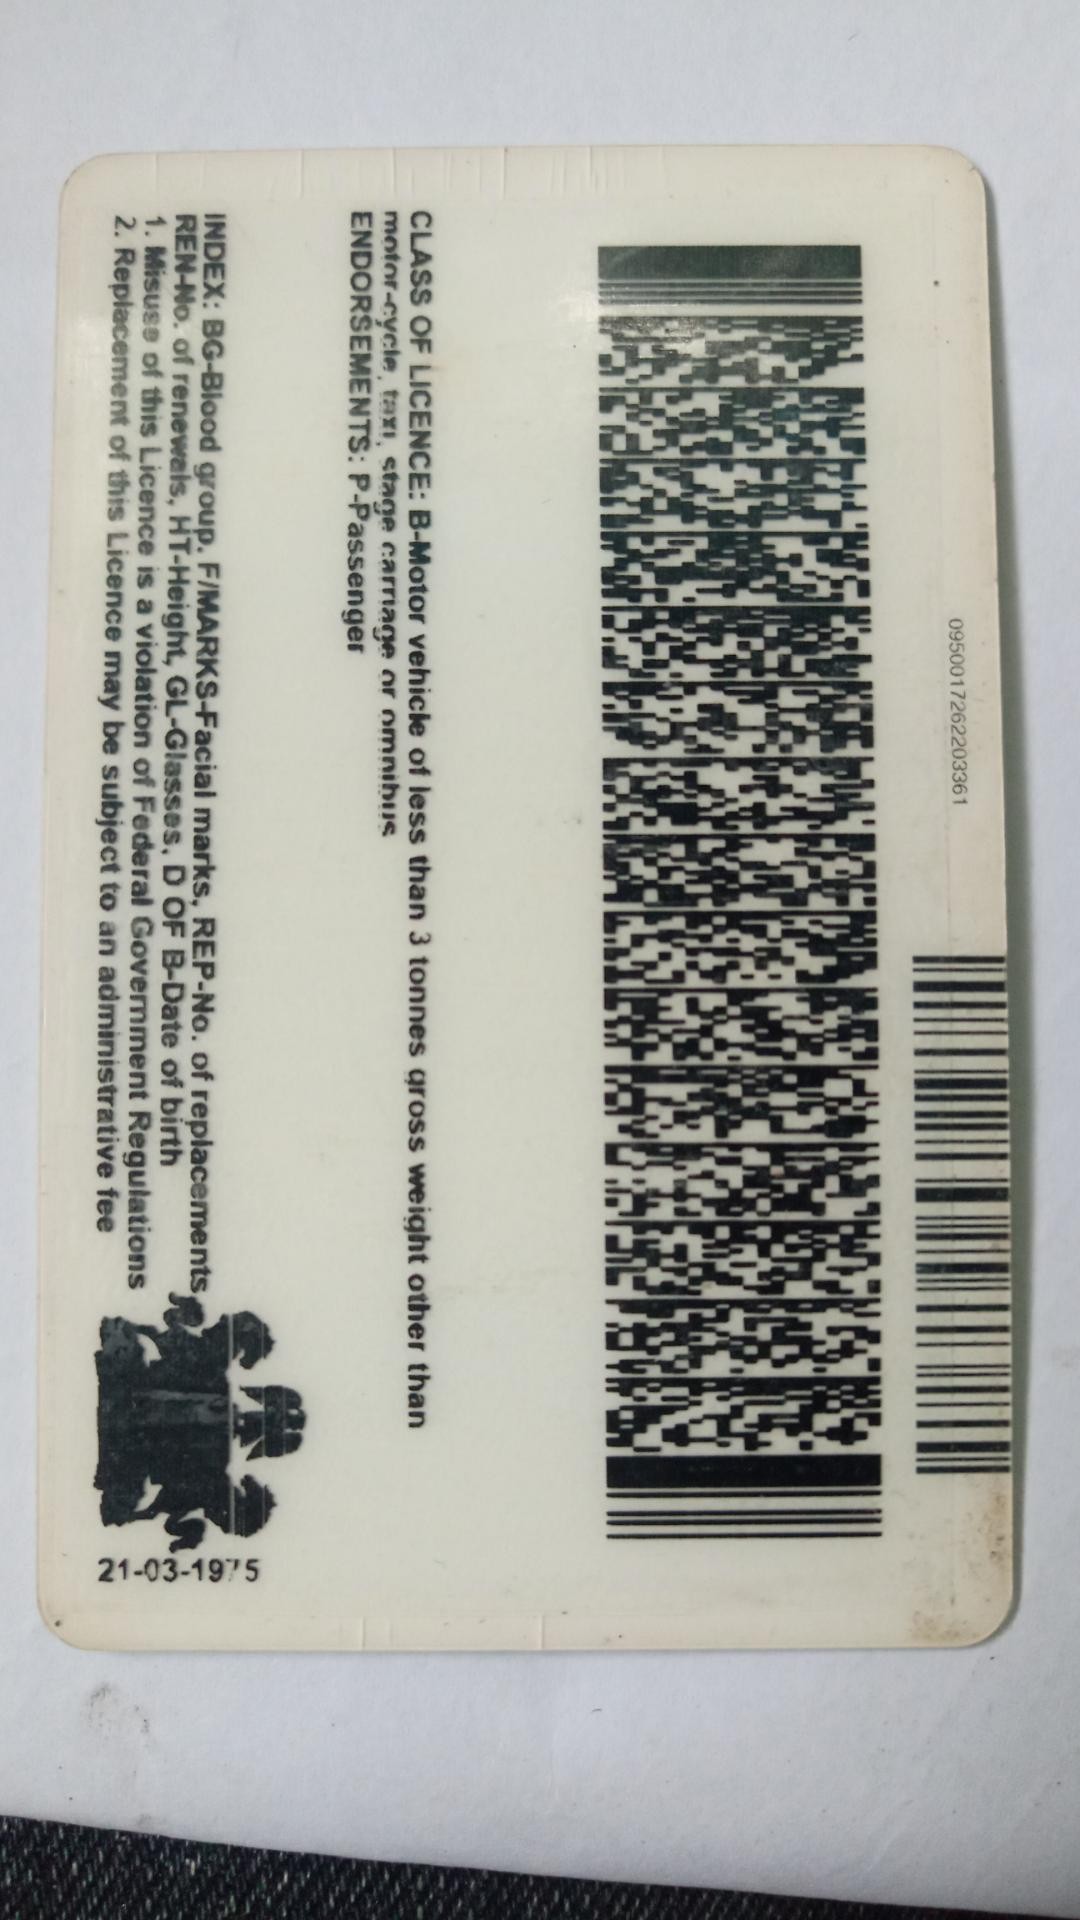 0950017262203361
CLASS OF LICENCE: B-Motor vehicle of less than 3 tonnes gross weight other than
motor-cycle, taxi, stage carriage or omnibus
ENDORSEMENTS: P-Passenger
INDEX: BG-Blood group. F/MARKS-Facial marks, REP-No. of replacements
REN-No. of renewals, HT-Height, GL-Glasses, D OF B-Date of birth
1. Misuse of this Licence is a violation of Federal Government Regulations
2. Replacement of this Licence may be subject to an administrative fee
21-03-1975